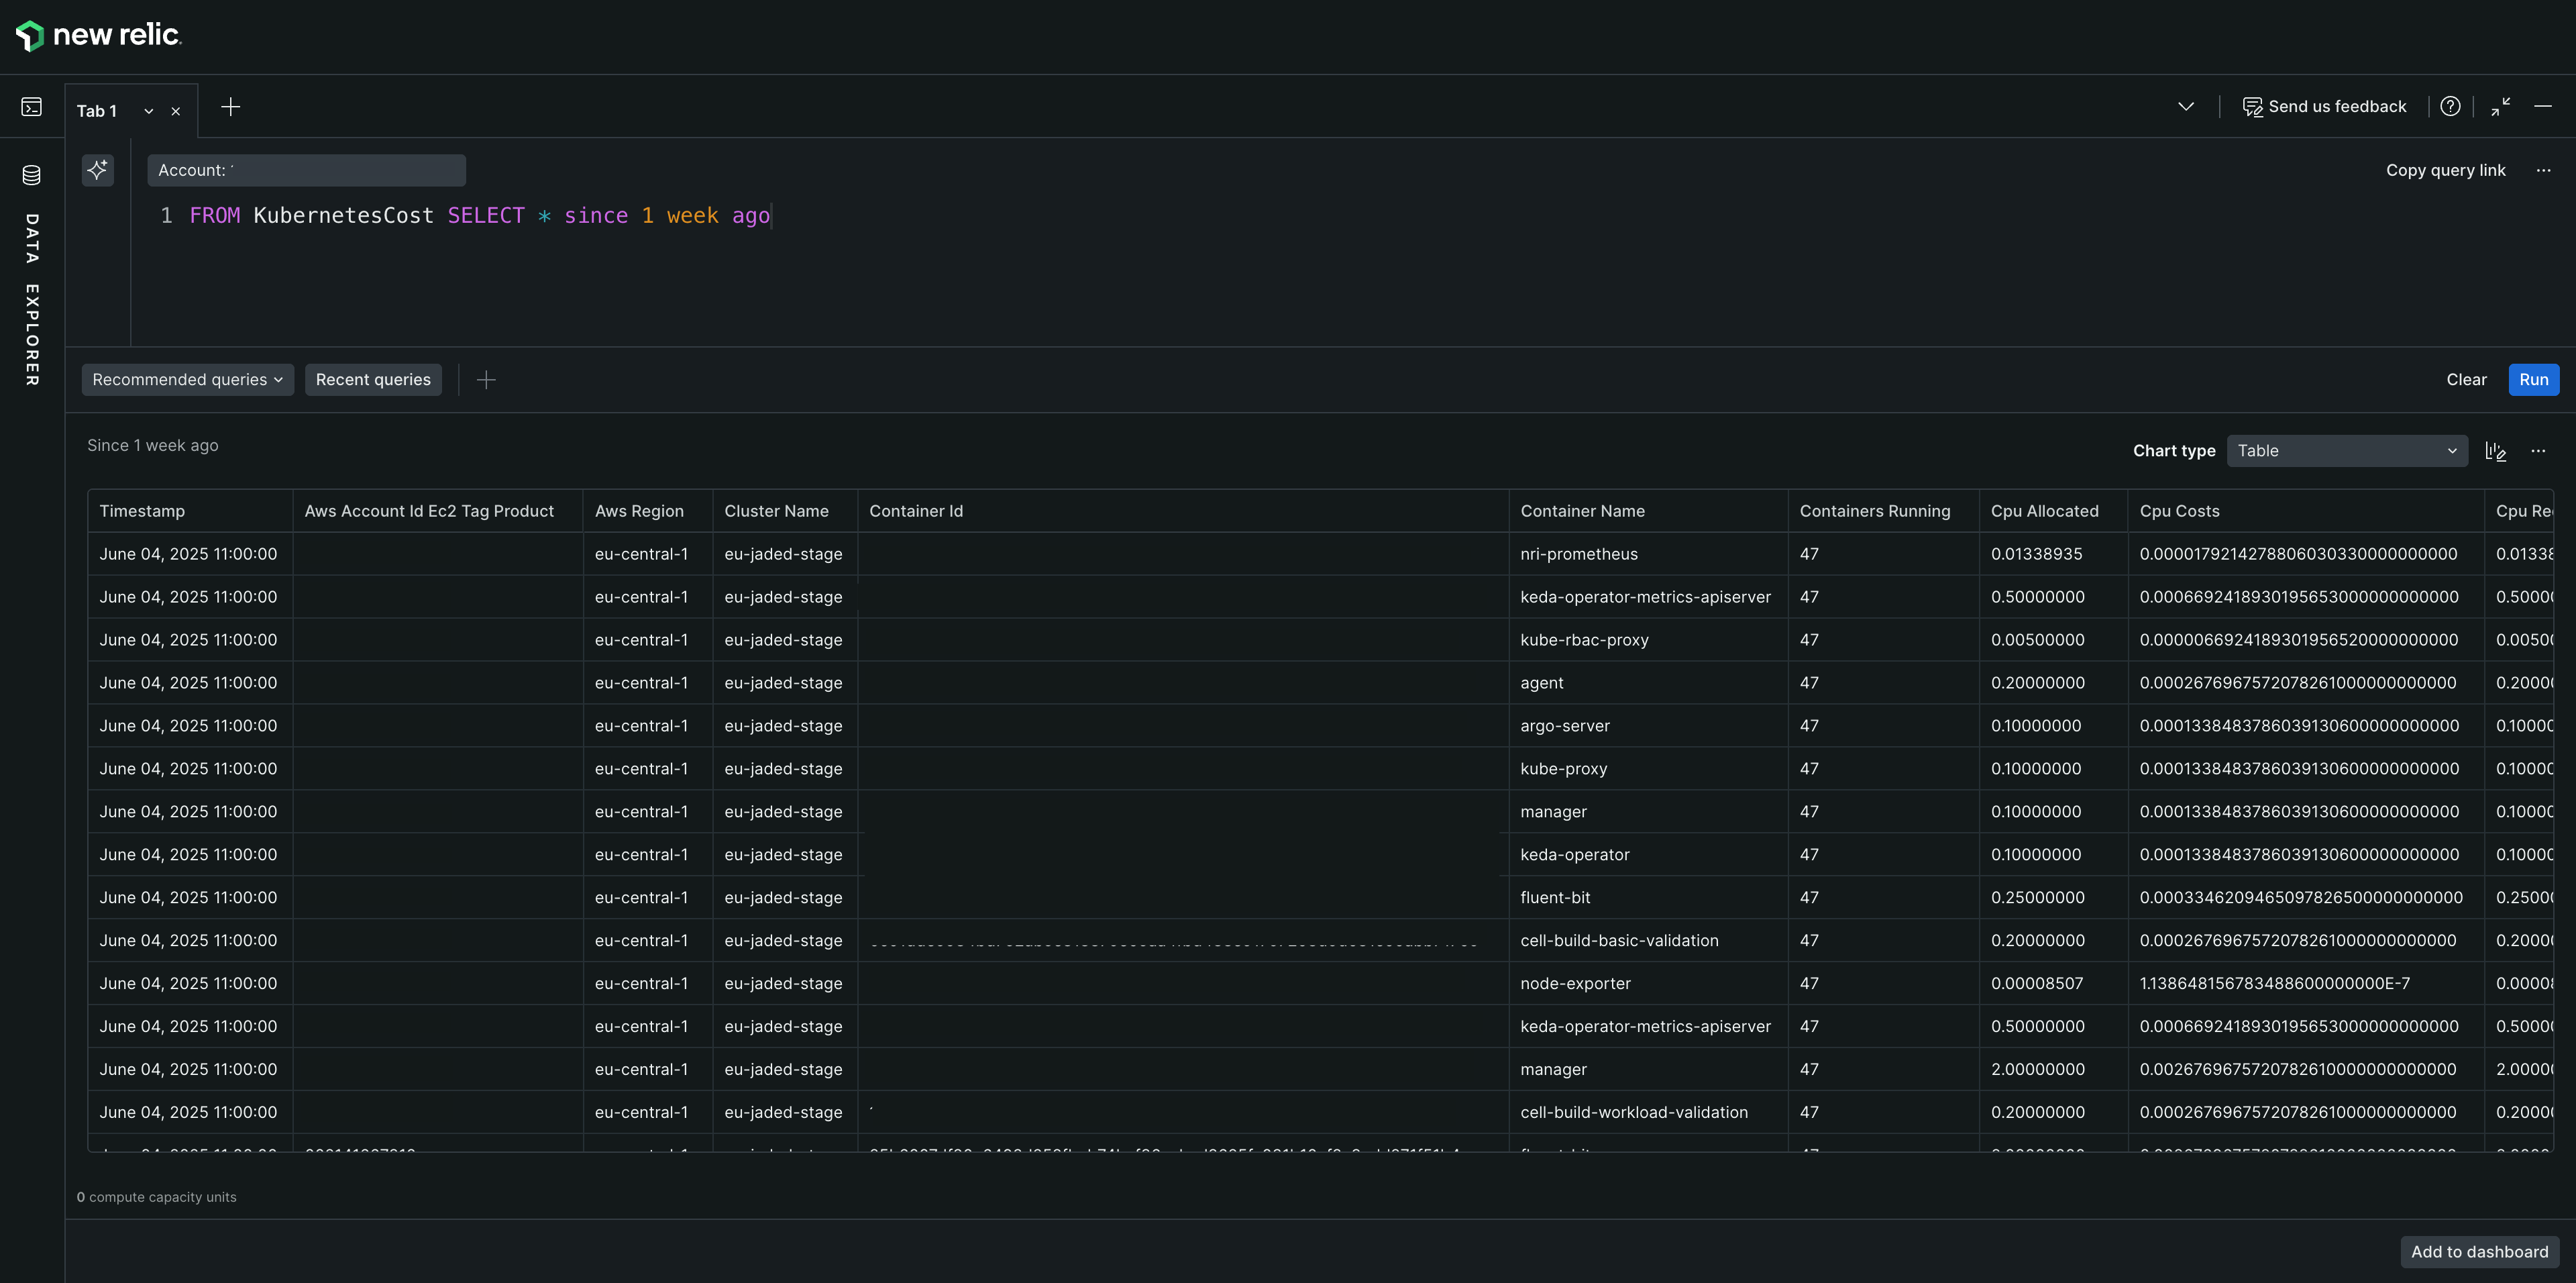 new relic.
Tab 1
Send us feedback
DATA EXPLORER
Account:
Copy query link
1 FROM KubernetesCost SELECT * since 1 week ago
Recommended queries Recent queries
Clear Run
Since 1 week ago
Chart type Table
Timestamp Aws Account Id Ec2 Tag Product Aws Region Cluster Name Container Id Container Name Containers Running Cpu Allocated Cpu Costs Cpu Re
June 04, 2025 11:00:00 eu-central-1 eu-jaded-stage nri-prometheus 47 0.01338935 0.0000179214278806030330000000000 0.01338
June 04, 2025 11:00:00 eu-central-1 eu-jaded-stage keda-operator-metrics-apiserver 47 0.50000000 0.0006692418930195653000000000000 0.5000
June 04, 2025 11:00:00 eu-central-1 eu-jaded-stage kube-rbac-proxy 47 0.00500000 0.0000066924189301956520000000000 0.0050
June 04, 2025 11:00:00 eu-central-1 eu-jaded-stage agent 47 0.20000000 0.0002676967572078261000000000000 0.2000
June 04, 2025 11:00:00 eu-central-1 eu-jaded-stage argo-server 47 0.10000000 0.0001338483786039130600000000000 0.1000
June 04, 2025 11:00:00 eu-central-1 eu-jaded-stage kube-proxy 47 0.10000000 0.0001338483786039130600000000000 0.1000
June 04, 2025 11:00:00 eu-central-1 eu-jaded-stage manager 47 0.10000000 0.0001338483786039130600000000000 0.1000
June 04, 2025 11:00:00 eu-central-1 eu-jaded-stage keda-operator 47 0.10000000 0.0001338483786039130600000000000 0.1000
June 04, 2025 11:00:00 eu-central-1 eu-jaded-stage fluent-bit 47 0.25000000 0.0003346209465097826500000000000 0.2500
June 04, 2025 11:00:00 eu-central-1 eu-jaded-stage cell-build-basic-validation 47 0.20000000 0.0002676967572078261000000000000 0.2000
June 04, 2025 11:00:00 eu-central-1 eu-jaded-stage node-exporter 47 0.00008507 1.1386481567834886000000000E-7 0.0000
June 04, 2025 11:00:00 eu-central-1 eu-jaded-stage keda-operator-metrics-apiserver 47 0.50000000 0.0006692418930195653000000000000 0.5000
June 04, 2025 11:00:00 eu-central-1 eu-jaded-stage manager 47 2.00000000 0.0026769675720782610000000000000 2.0000
June 04, 2025 11:00:00 eu-central-1 eu-jaded-stage cell-build-workload-validation 47 0.20000000 0.0002676967572078261000000000000 0.2000
0 compute capacity units
Add to dashboard